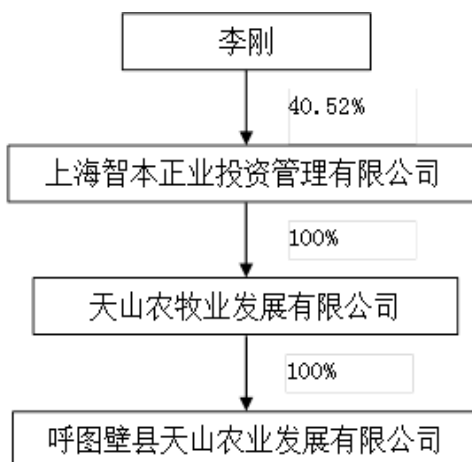 李刚
40.52%
上海智本正业投资管理有限公司
100%
天山农牧业发展有限公司
100%
呼图壁县天山农业发展有限公司